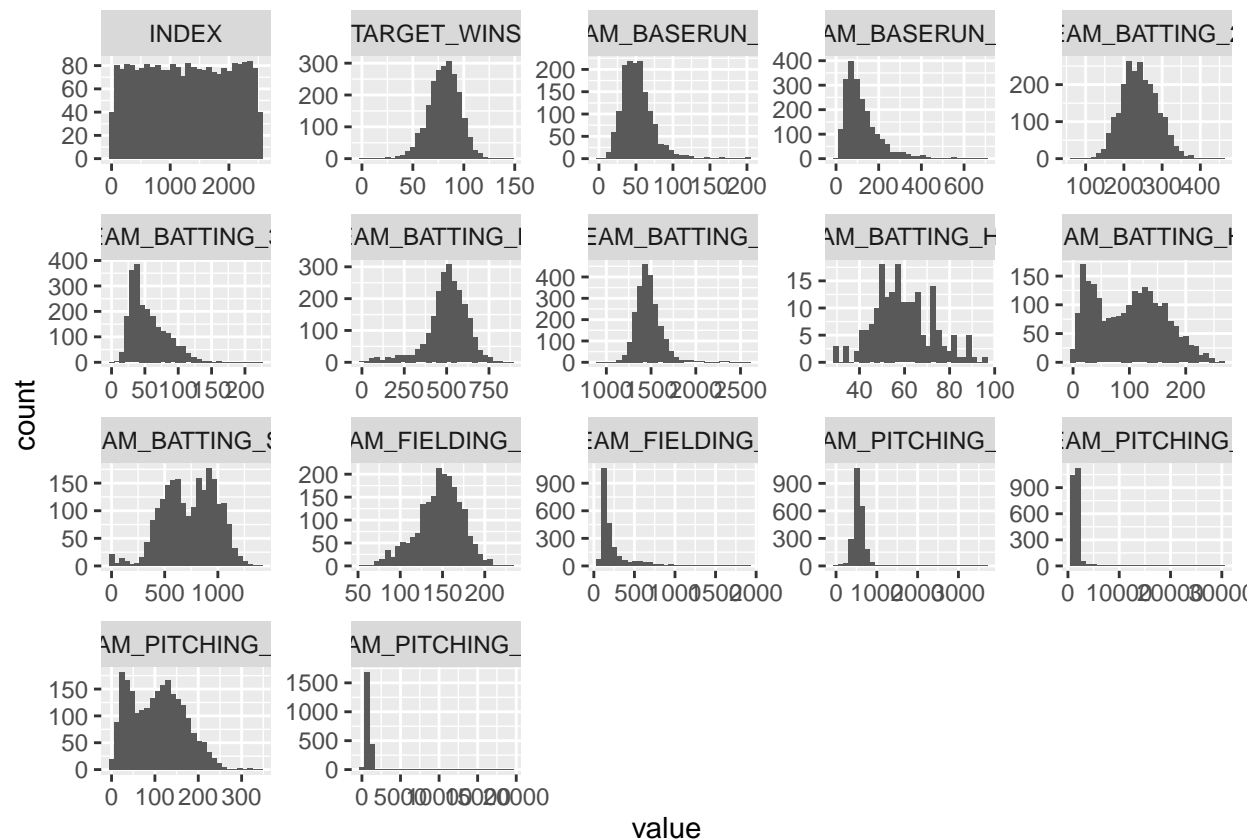 INDEX TARGET_WINS AM_BASERUN_ AM_BASERUN_ EAM_BATTING_2
80 60 40 20 0
300 200 100 0
200 150 100 50 0
400 300 200 100 0
200 100 0
0 1000 2000
0 50 100 150
0 50 100 150 200
0 200 400 600
100 200 300 400
EAM_BATTING_3 EAM_BATTING_ EAM_BATTING_ AM_BATTING_H AM_BATTING_H
400 300 200 100 0
300 200 100 0
400 300 200 100 0
15 10 5 0
150 100 50 0
0 50 100 150 200
0 250 500 750
1000 1500 2000 2500
40 60 80 100
0 100 200
AM_BATTING_S AM_FIELDING_ EAM_FIELDING_ AM_PITCHING_ EAM_PITCHING_
150 100 50 0
200 150 100 50 0
900 600 300 0
900 600 300 0
900 600 300 0
0 500 1000
50 100 150 200
0 500 1000 1500 2000
0 1000 2000 3000
0 10000 20000 30000
AM_PITCHING_ AM_PITCHING_
150 100 50 0
1500 1000 500 0
0 100 200 300
0 5000 10000 15000 20000
count
value